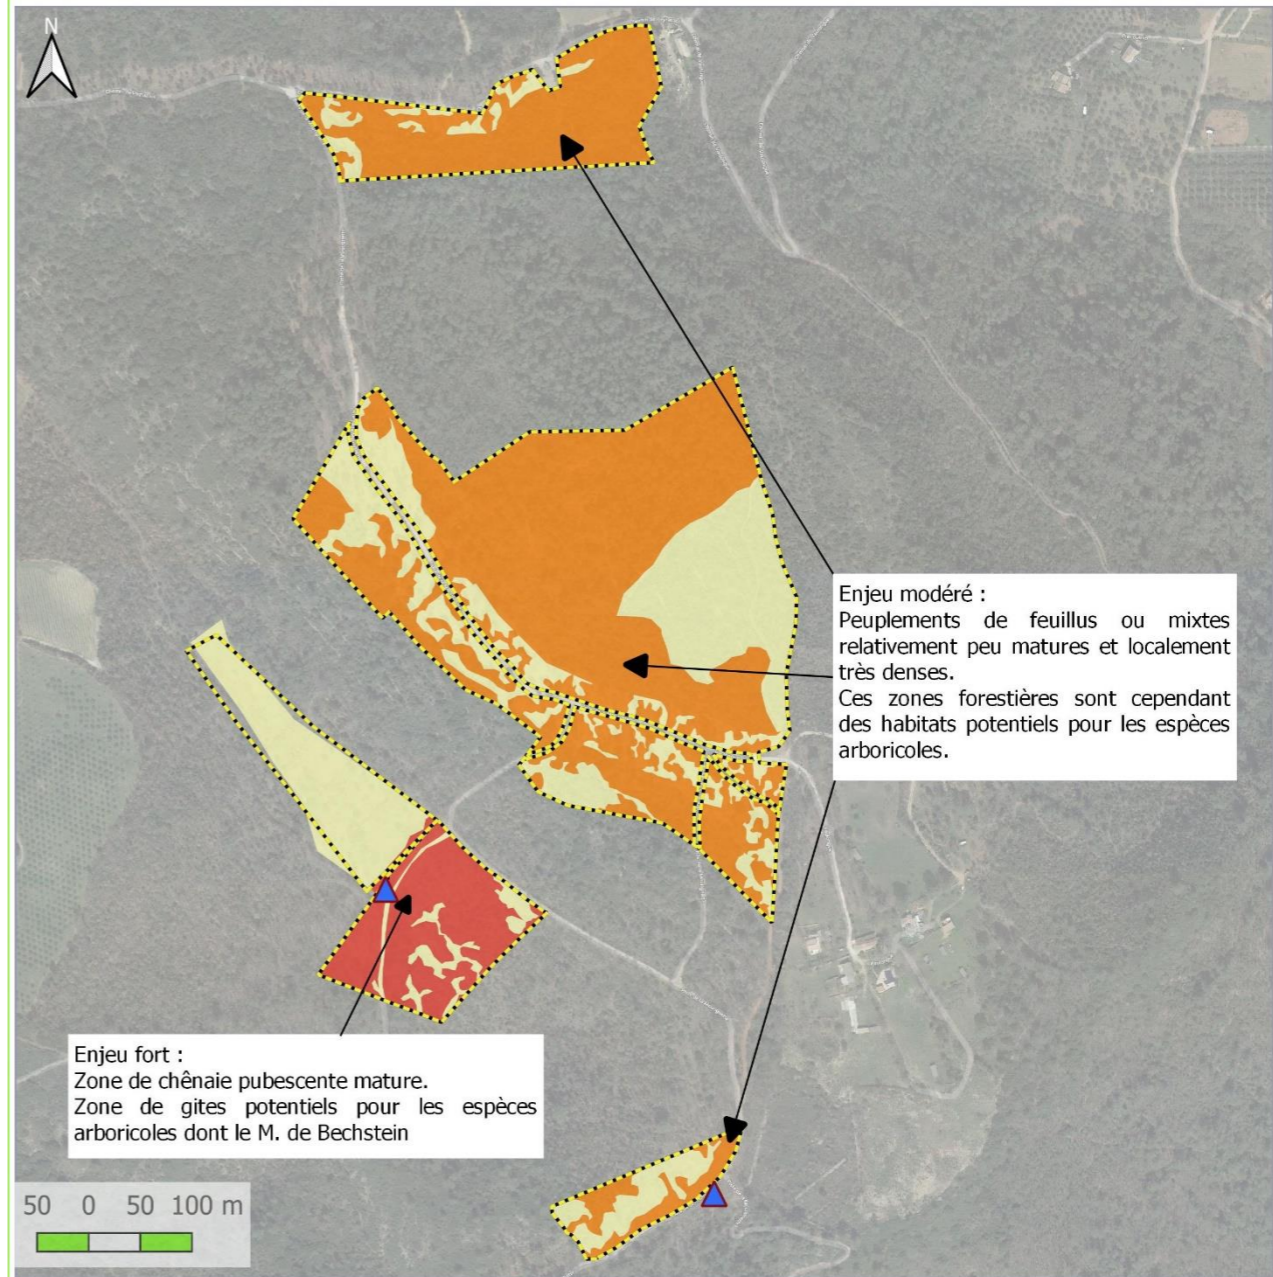 N
Enjeu modéré :
Peuplements de feuillus ou mixtes
relativement peu matures et localement
très denses.
Ces zones forestières sont cependant
des habitats potentiels pour les espèces
arboricoles.
Enjeu fort :
Zone de chênaie pubescente mature.
Zone de gites potentiels pour les espèces
arboricoles dont le M. de Bechstein
50 0 50 100 m